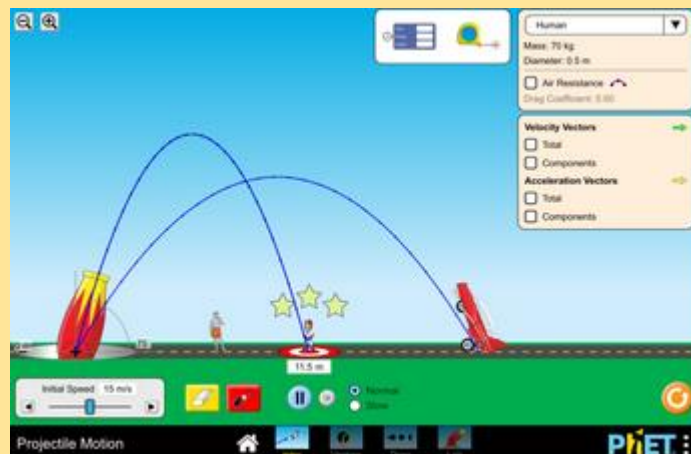 Human
Mass: 70 kg
Diameter: 0.5 m
Air Resistance
Drag Coefficient: 0.60
Velocity Vectors
Total
Components
Acceleration Vectors
Total
Components
75
11.5 m
Initial Speed 15 m/s
Normal
Slow
Projectile Motion
PhET